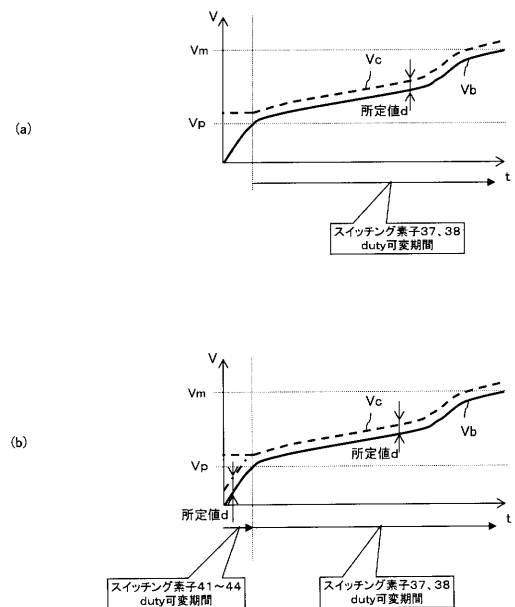 (a)
V
Vm
Vp
Vc
Vb
所定値d
t
スイッチング素子37、38
duty可変期間
(b)
V
Vm
Vp
Vc
Vb
所定値d
所定値d
t
スイッチング素子41~44
duty可変期間
スイッチング素子37、38
duty可変期間